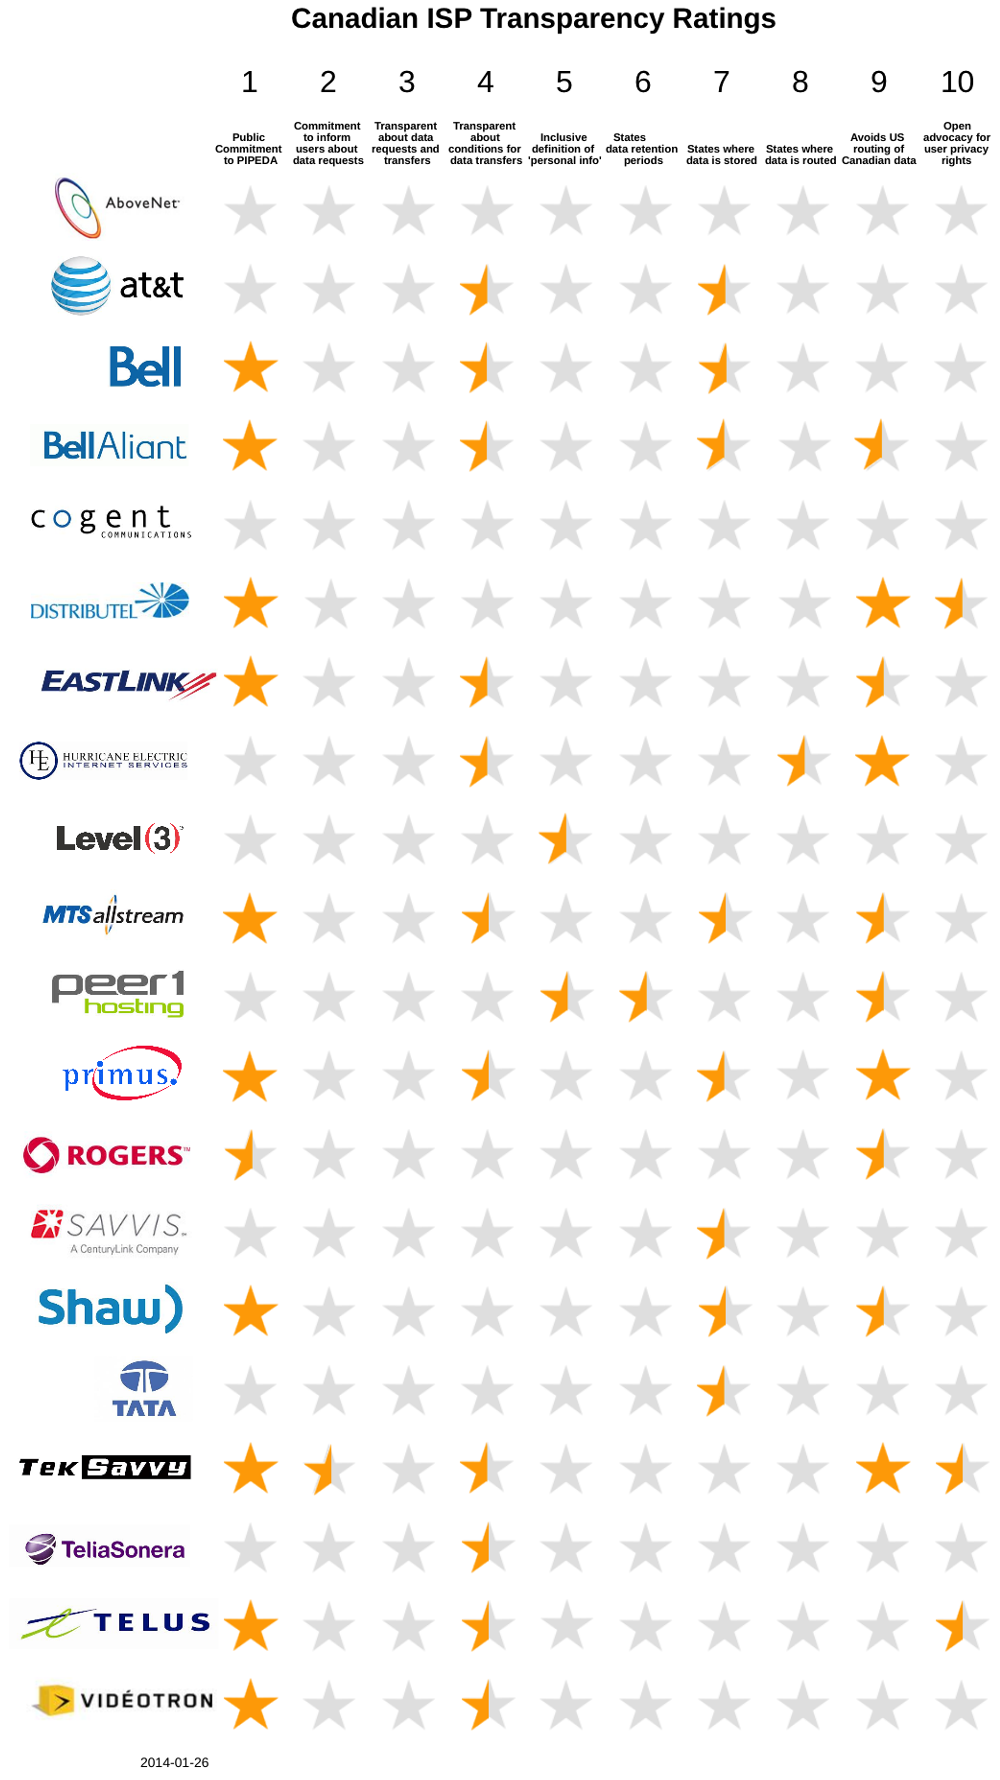 Canadian ISP Transparency Ratings
1 2 3 4 5 6 7 8 9 10
Public
Commitment
to PIPEDA
Commitment
to inform
users about
data requests
Transparent
about data
requests and
transfers
Transparent
about
conditions for
data transfers
Inclusive
definition of
'personal info'
States
data retention
periods
States where
data is stored
States where
data is routed
Avoids US
routing of
Canadian data
Open
advocacy for
user privacy
rights
AboveNet
at&t
Bell
BellAliant
cogent
COMMUNICATIONS
DISTRIBUTEL
EASTLINK
HE HURRICANE ELECTRIC
INTERNET SERVICES
Level(3)
MTS allstream
peer1
hosting
primus.
ROGERS™
SAVVIS
A CenturyLink Company
Shaw)
TATA
TEK SAVVY
TeliaSonera
TELUS
VIDÉOTRON
2014-01-26